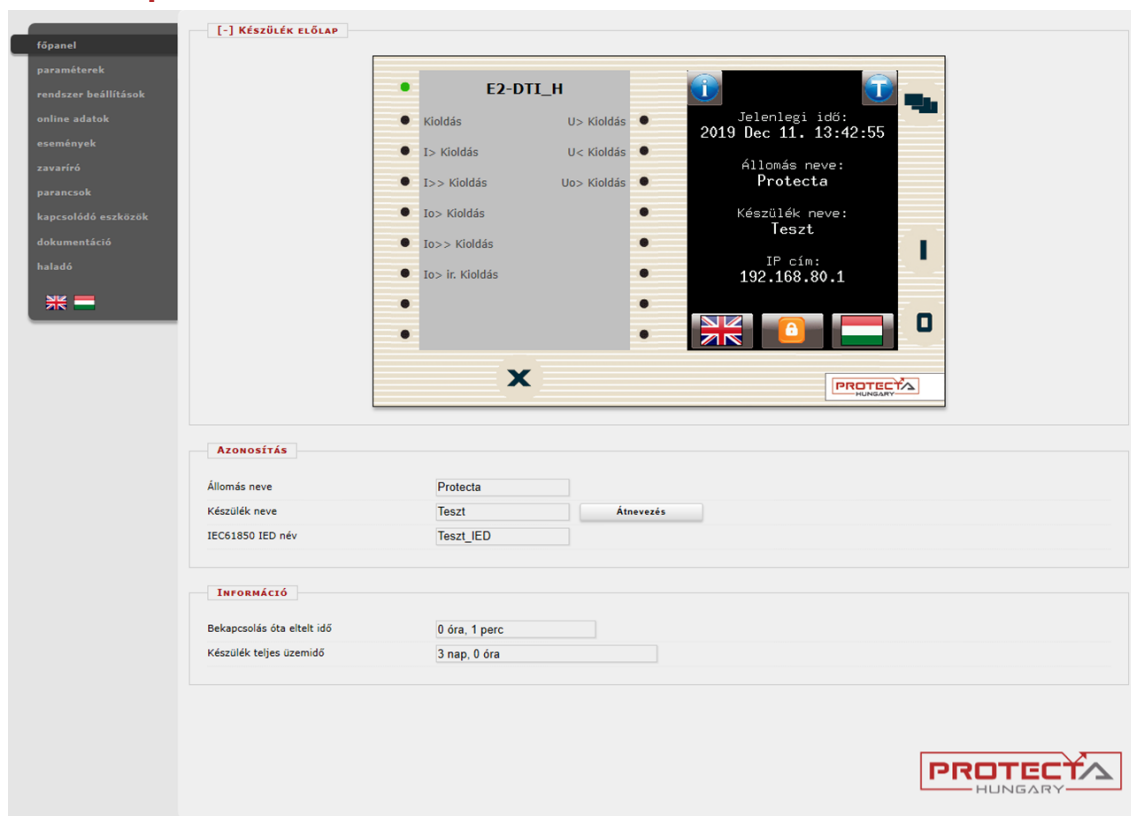 főpanel
paraméterek
rendszer beállítások
online adatok
események
zavaríró
parancsok
kapcsolódó eszközök
dokumentáció
haladó
[-] Készülék előlap
E2-DTI_H
Kioldás U> Kioldás
I> Kioldás U< Kioldás
I>> Kioldás Uo> Kioldás
Io> Kioldás
Io>> Kioldás
Io> ir. Kioldás
i
T
Jelenlegi idő:
2019 Dec 11. 13:42:55
Állomás neve:
Protecta
Készülék neve:
Teszt
IP cím:
192.168.80.1
I
O
X
PROTECTA
HUNGARY
Azonosítás
Állomás neve Protecta
Készülék neve Teszt Átnevezés
IEC61850 IED név Teszt_IED
Információ
Bekapcsolás óta eltelt idő 0 óra, 1 perc
Készülék teljes üzemidő 3 nap, 0 óra
PROTECTA
HUNGARY